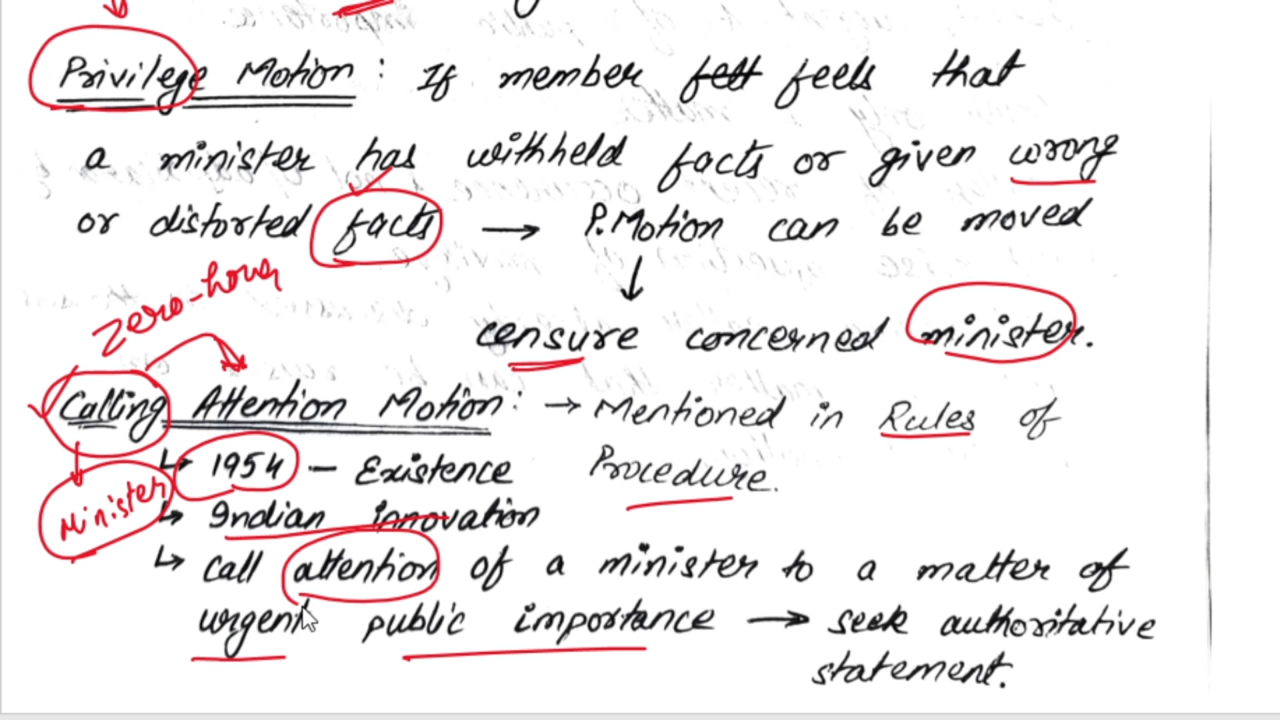 Privilege Motion : If member felt feels that
a minister has withheld facts or given wrong
or distorted facts → P.Motion can be moved
↓
zero-hour
censure concerned minister.
Calling Attention Motion : → Mentioned in Rules of
Procedure.
↳ 1954 - Existence
Minister
↳ Indian innovation
↳ call attention of a minister to a matter of
urgent public importance → seek authoritative
statement.